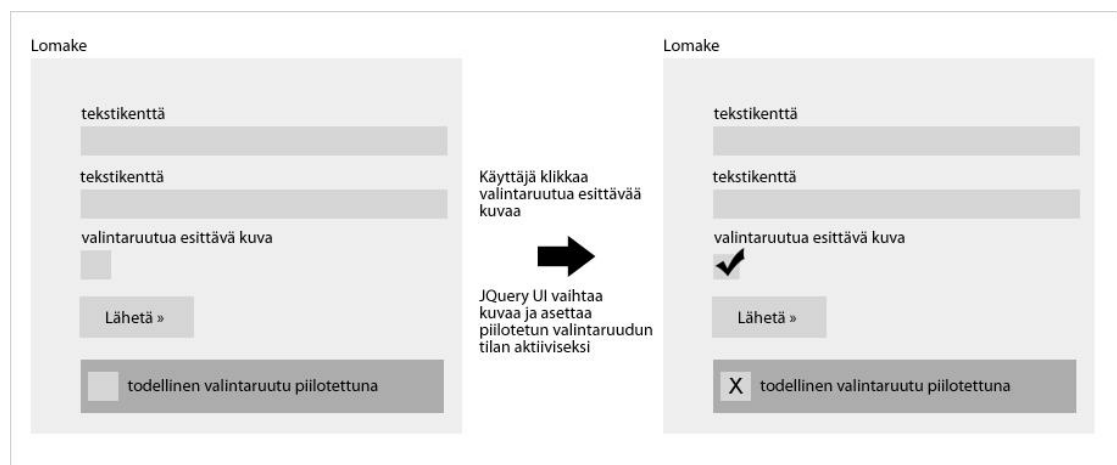 Lomake
tekstikenttä
tekstikenttä
valintaruutua esittävä kuva
Lähetä »
todellinen valintaruutu piilotettuna
Käyttäjä klikkaa
valintaruutua esittävää
kuvaa
JQuery UI vaihtaa
kuvaa ja asettaa
piilotetun valintaruudun
tilan aktiiviseksi
Lomake
tekstikenttä
tekstikenttä
valintaruutua esittävä kuva
Lähetä »
X todellinen valintaruutu piilotettuna